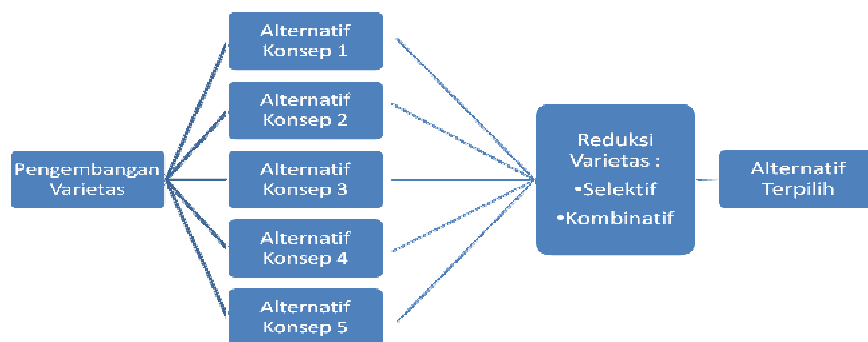 Pengembangan
Varietas
Alternatif
Konsep 1
Alternatif
Konsep 2
Alternatif
Konsep 3
Alternatif
Konsep 4
Alternatif
Konsep 5
Reduksi
Varietas :
•Selektif
•Kombinatif
Alternatif
Terpilih